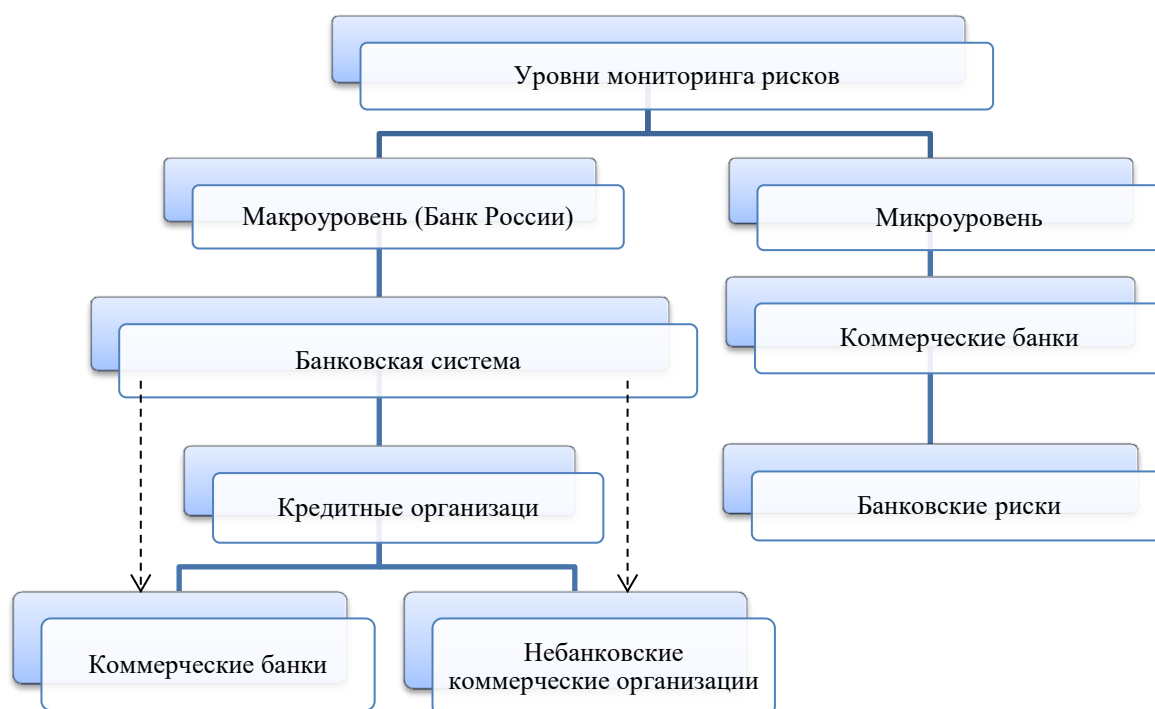 Уровни мониторинга рисков
Макроуровень (Банк России)
Микроуровень
Банковская система
Коммерческие банки
Кредитные организаци
Банковские риски
Коммерческие банки
Небанковские
коммерческие организации